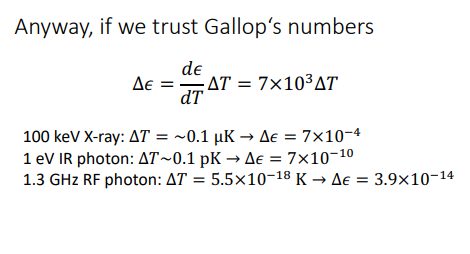 Anyway, if we trust Gallop‘s numbers
Δϵ = dϵ/dT ΔT = 7×10³ΔT
100 keV X-ray: ΔT = ~0.1 μK → Δϵ = 7×10⁻⁴
1 eV IR photon: ΔT~0.1 pK → Δϵ = 7×10⁻¹⁰
1.3 GHz RF photon: ΔT = 5.5×10⁻¹⁸ K → Δϵ = 3.9×10⁻¹⁴